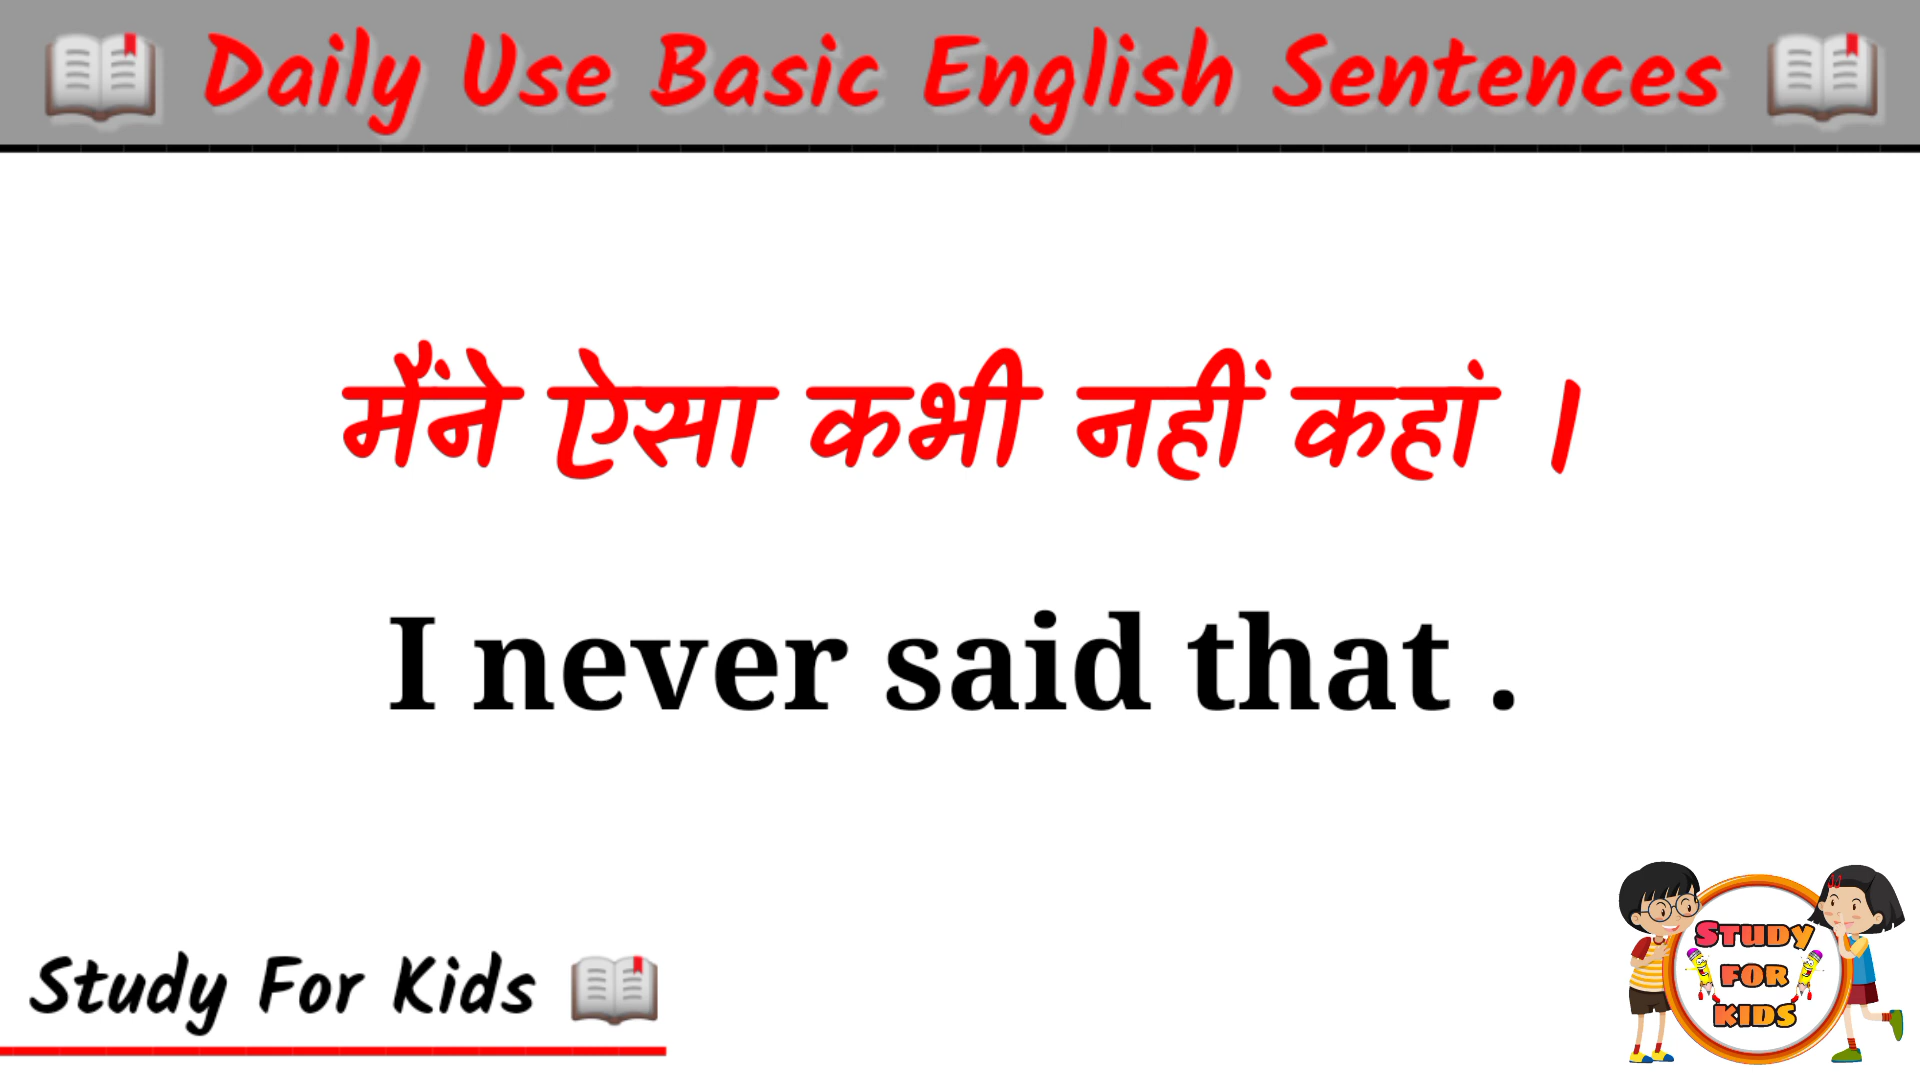 📖 Daily Use Basic English Sentences 📖
मैंने ऐसा कभी नहीं कहां ।
I never said that .
Study For Kids 📖
STUDY
FOR
KIDS